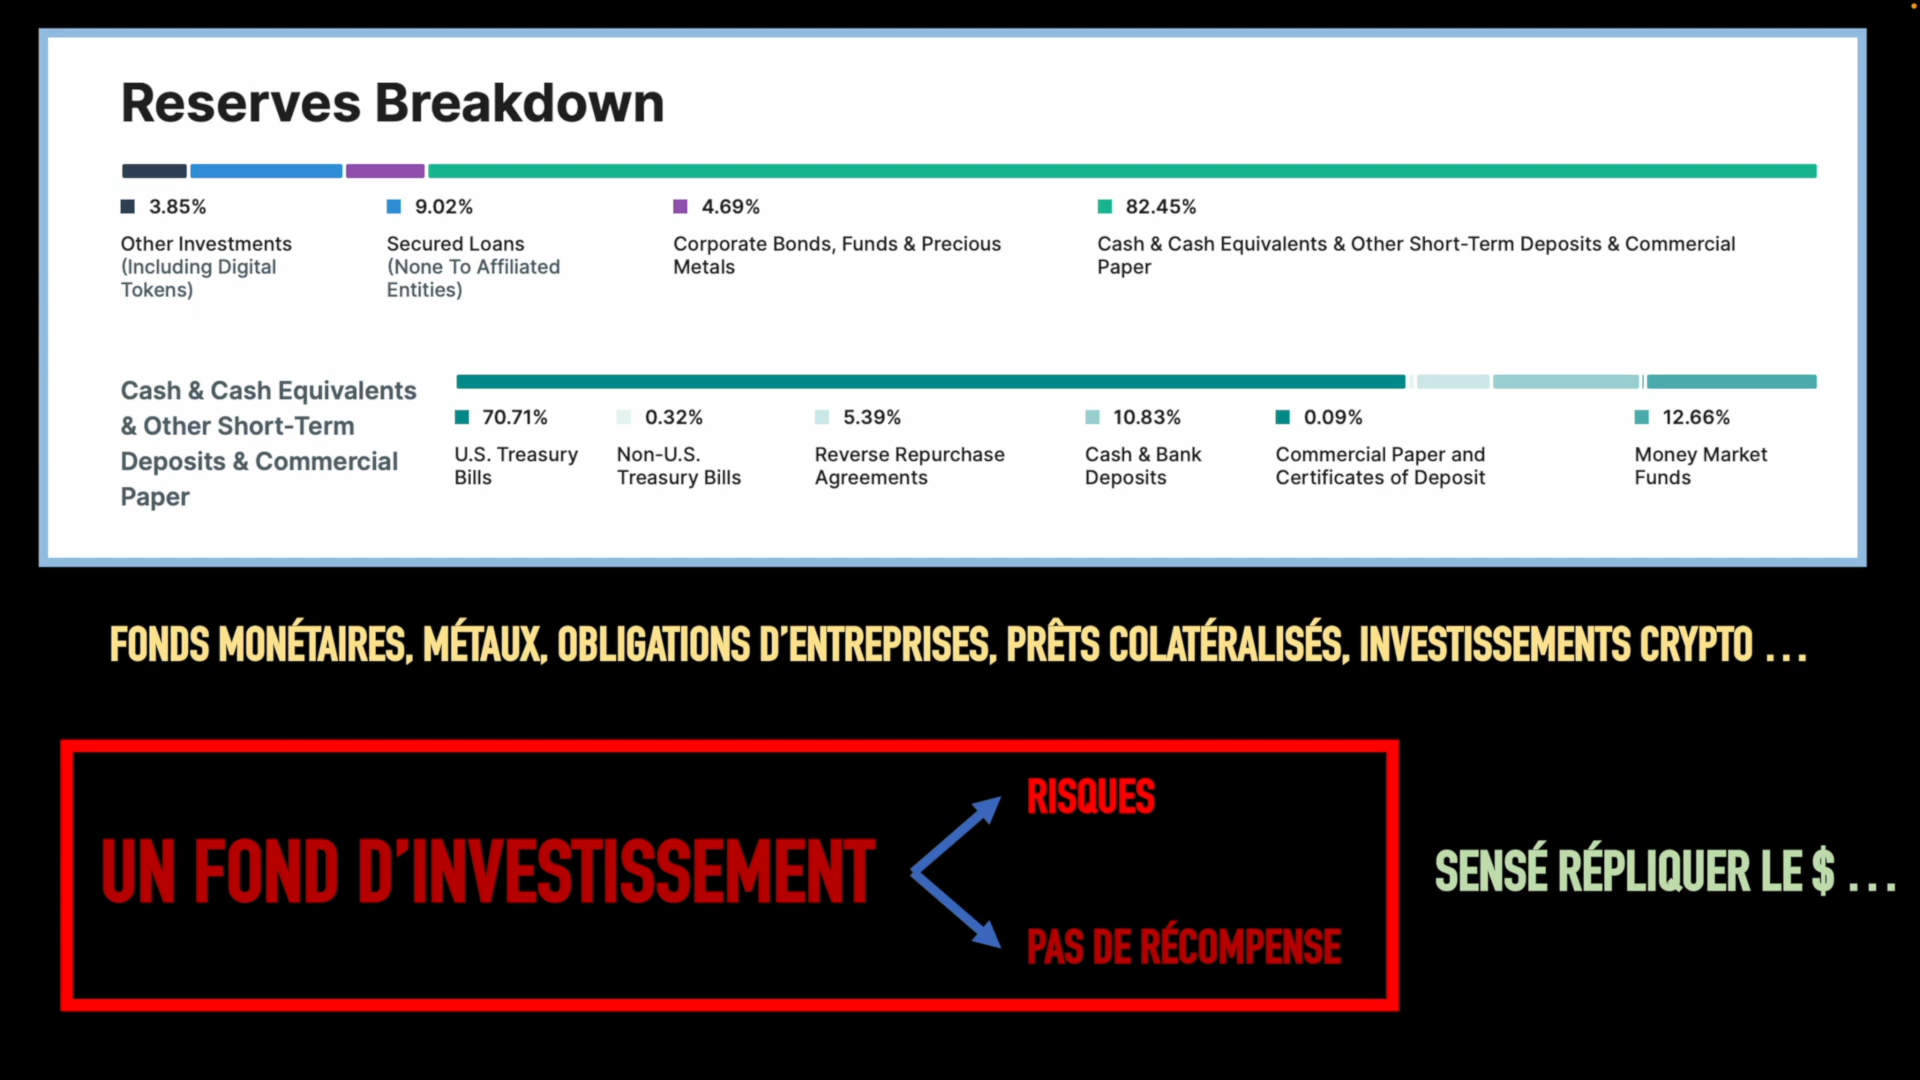 Reserves Breakdown
3.85%
Other Investments
(Including Digital
Tokens)
9.02%
Secured Loans
(None To Affiliated
Entities)
4.69%
Corporate Bonds, Funds & Precious
Metals
82.45%
Cash & Cash Equivalents & Other Short-Term Deposits & Commercial
Paper
Cash & Cash Equivalents
& Other Short-Term
Deposits & Commercial
Paper
70.71%
U.S. Treasury
Bills
0.32%
Non-U.S.
Treasury Bills
5.39%
Reverse Repurchase
Agreements
10.83%
Cash & Bank
Deposits
0.09%
Commercial Paper and
Certificates of Deposit
12.66%
Money Market
Funds
FONDS MONÉTAIRES, MÉTAUX, OBLIGATIONS D'ENTREPRISES, PRÊTS COLATÉRALISÉS, INVESTISSEMENTS CRYPTO ...
UN FOND D'INVESTISSEMENT
RISQUES
PAS DE RÉCOMPENSE
SENSÉ RÉPLIQUER LE $ ...